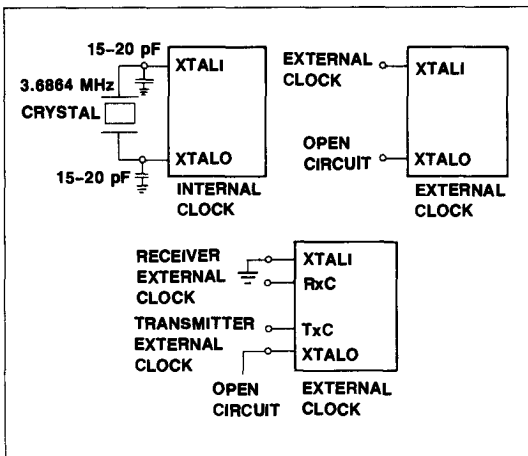 15–20 pF
XTALI
3.6864 MHz
CRYSTAL
XTALO
15–20 pF
INTERNAL
CLOCK
EXTERNAL
CLOCK
XTALI
OPEN
CIRCUIT
XTALO
EXTERNAL
CLOCK
RECEIVER
EXTERNAL
CLOCK
XTALI
RxC
TRANSMITTER
EXTERNAL
CLOCK
TxC
XTALO
OPEN
CIRCUIT
EXTERNAL
CLOCK